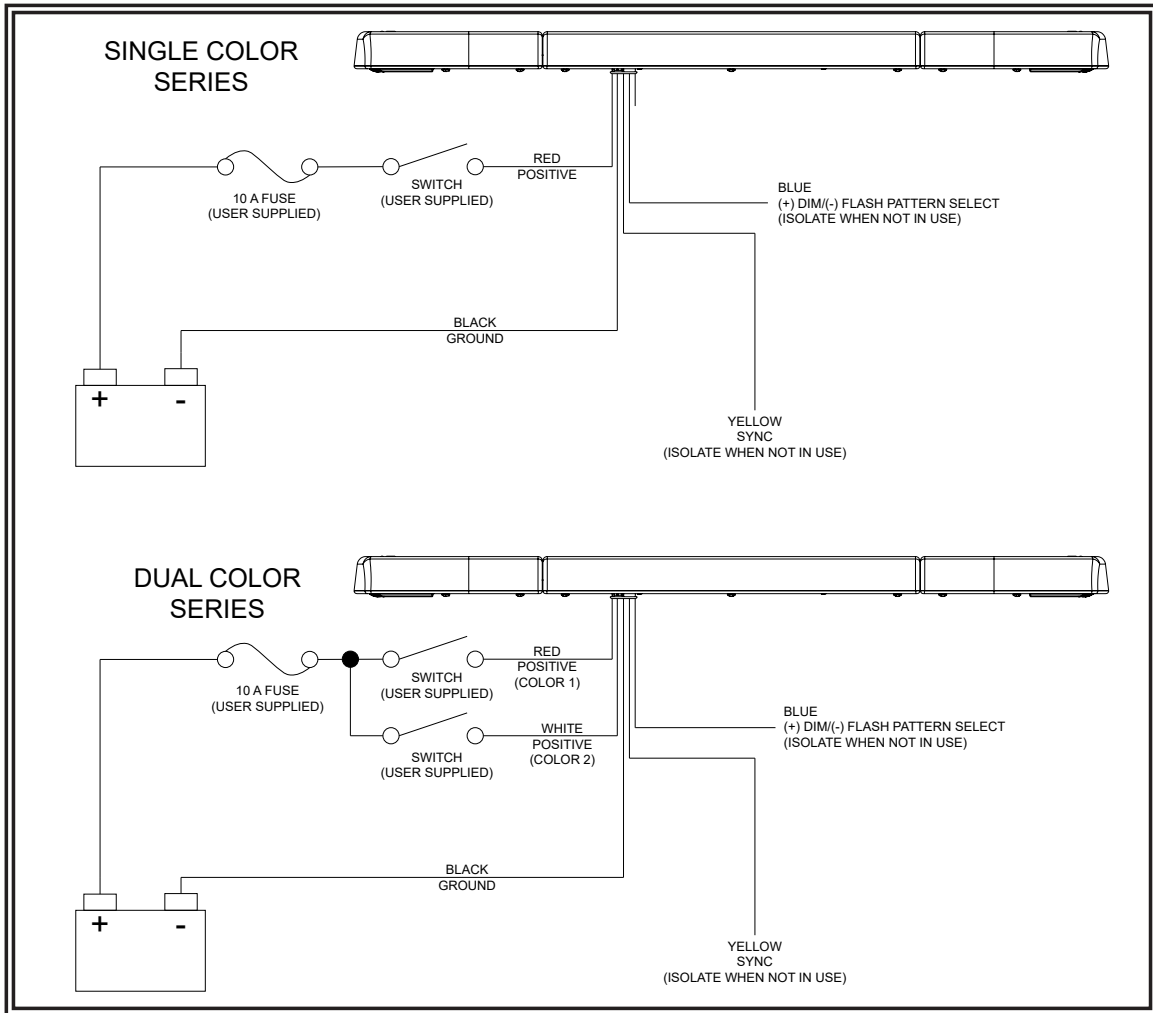 SINGLE COLOR
SERIES
RED
POSITIVE
10 A FUSE
(USER SUPPLIED)
SWITCH
(USER SUPPLIED)
BLUE
(+) DIM/(-) FLASH PATTERN SELECT
(ISOLATE WHEN NOT IN USE)
BLACK
GROUND
+ -
YELLOW
SYNC
(ISOLATE WHEN NOT IN USE)
DUAL COLOR
SERIES
RED
POSITIVE
(COLOR 1)
10 A FUSE
(USER SUPPLIED)
SWITCH
(USER SUPPLIED)
WHITE
POSITIVE
(COLOR 2)
SWITCH
(USER SUPPLIED)
BLUE
(+) DIM/(-) FLASH PATTERN SELECT
(ISOLATE WHEN NOT IN USE)
BLACK
GROUND
+ -
YELLOW
SYNC
(ISOLATE WHEN NOT IN USE)